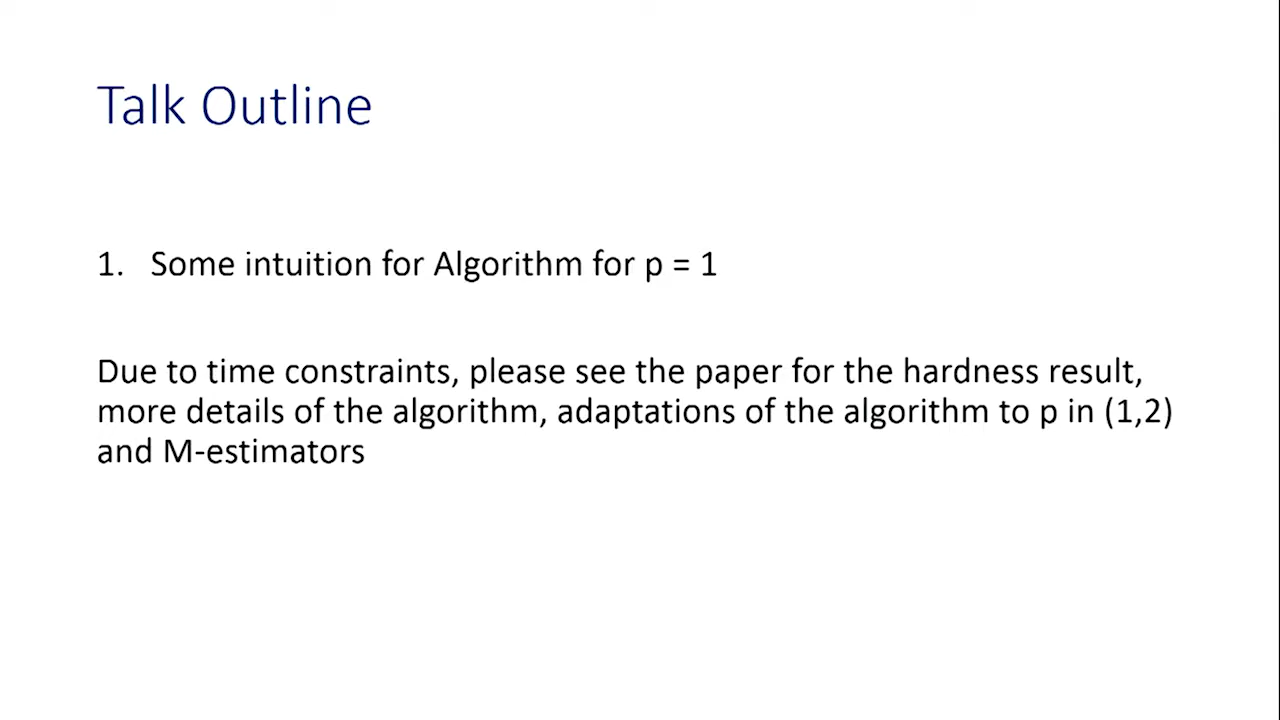 Talk Outline
1. Some intuition for Algorithm for p = 1
Due to time constraints, please see the paper for the hardness result,
more details of the algorithm, adaptations of the algorithm to p in (1,2)
and M-estimators